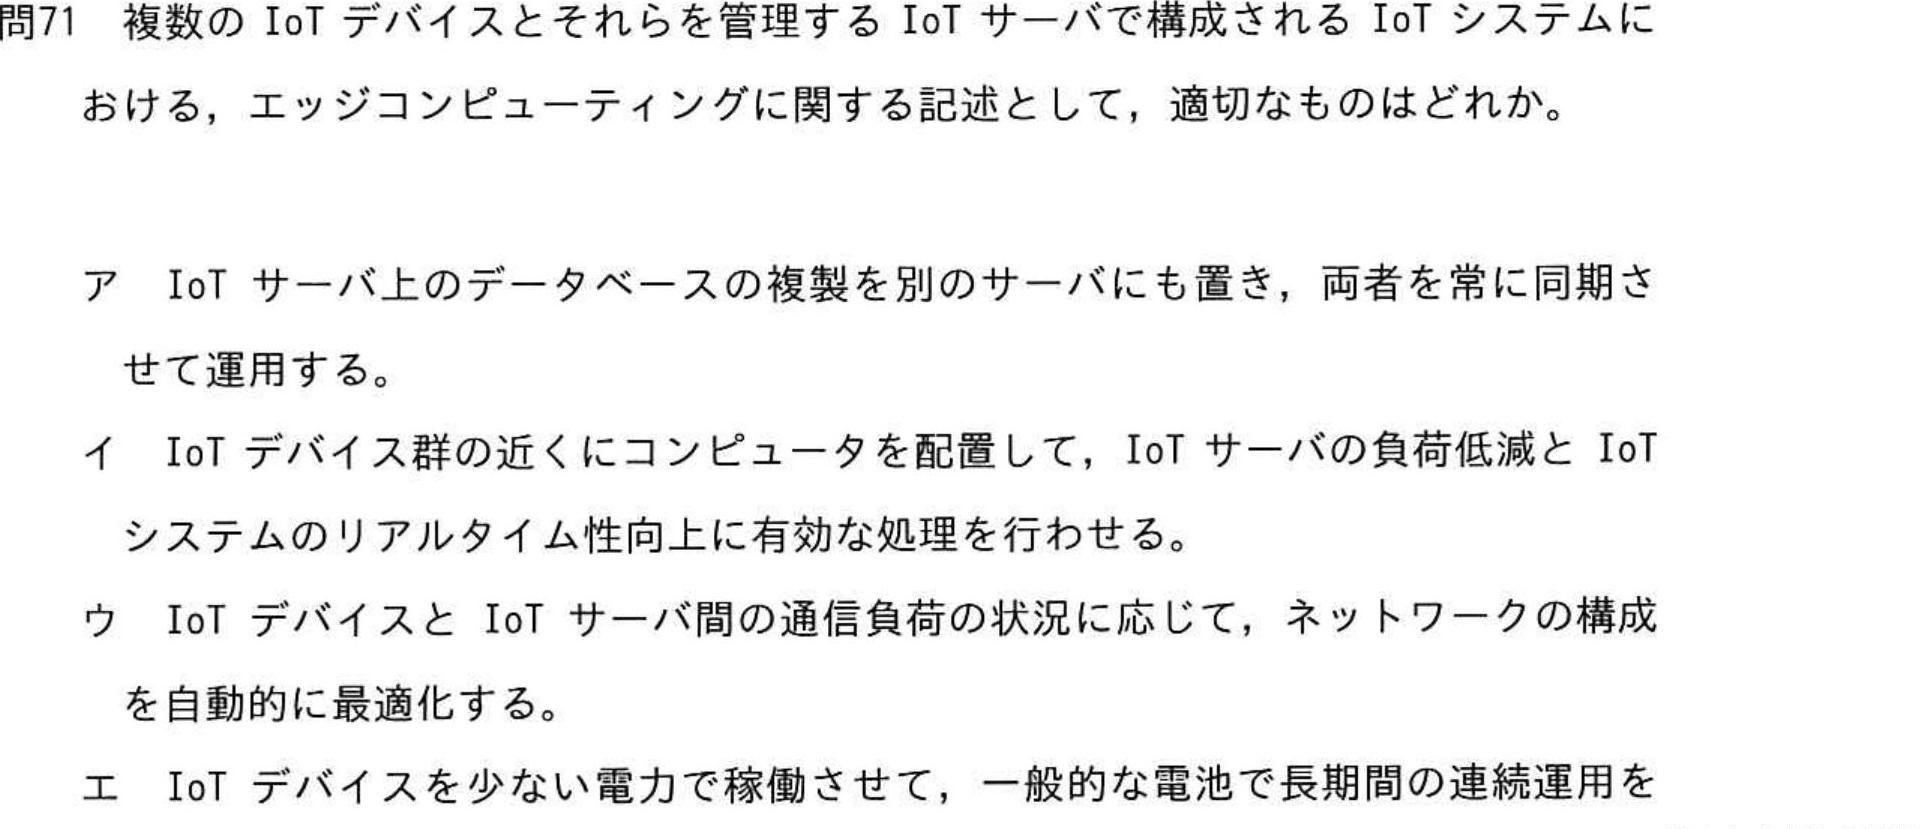 問71　複数の IoT デバイスとそれらを管理する IoT サーバで構成される IoT システムに
おける，エッジコンピューティングに関する記述として，適切なものはどれか。
ア　IoT サーバ上のデータベースの複製を別のサーバにも置き，両者を常に同期さ
せて運用する。
イ　IoT デバイス群の近くにコンピュータを配置して，IoT サーバの負荷低減と IoT
システムのリアルタイム性向上に有効な処理を行わせる。
ウ　IoT デバイスと IoT サーバ間の通信負荷の状況に応じて，ネットワークの構成
を自動的に最適化する。
エ　IoT デバイスを少ない電力で稼働させて，一般的な電池で長期間の連続運用を